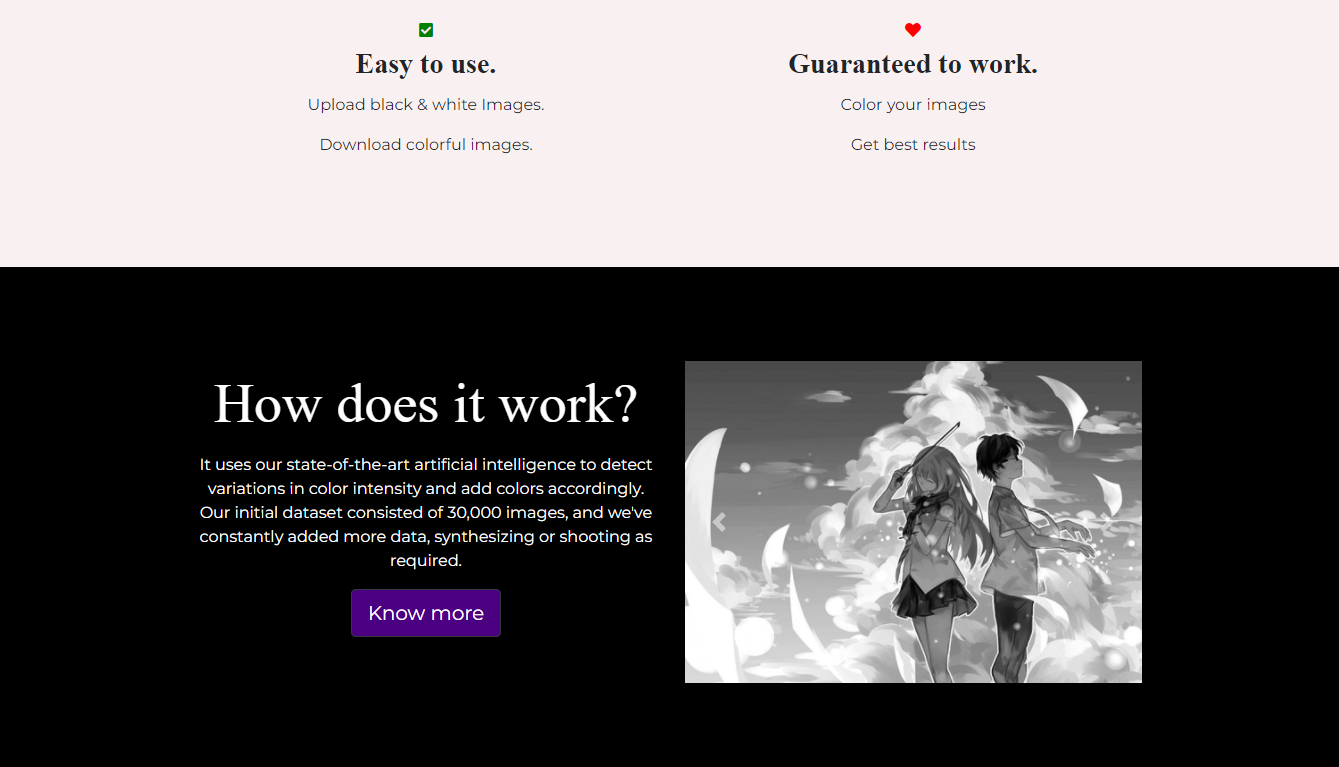 Easy to use.
Upload black & white Images.
Download colorful images.
Guaranteed to work.
Color your images
Get best results
How does it work?
It uses our state-of-the-art artificial intelligence to detect
variations in color intensity and add colors accordingly.
Our initial dataset consisted of 30,000 images, and we've
constantly added more data, synthesizing or shooting as
required.
Know more